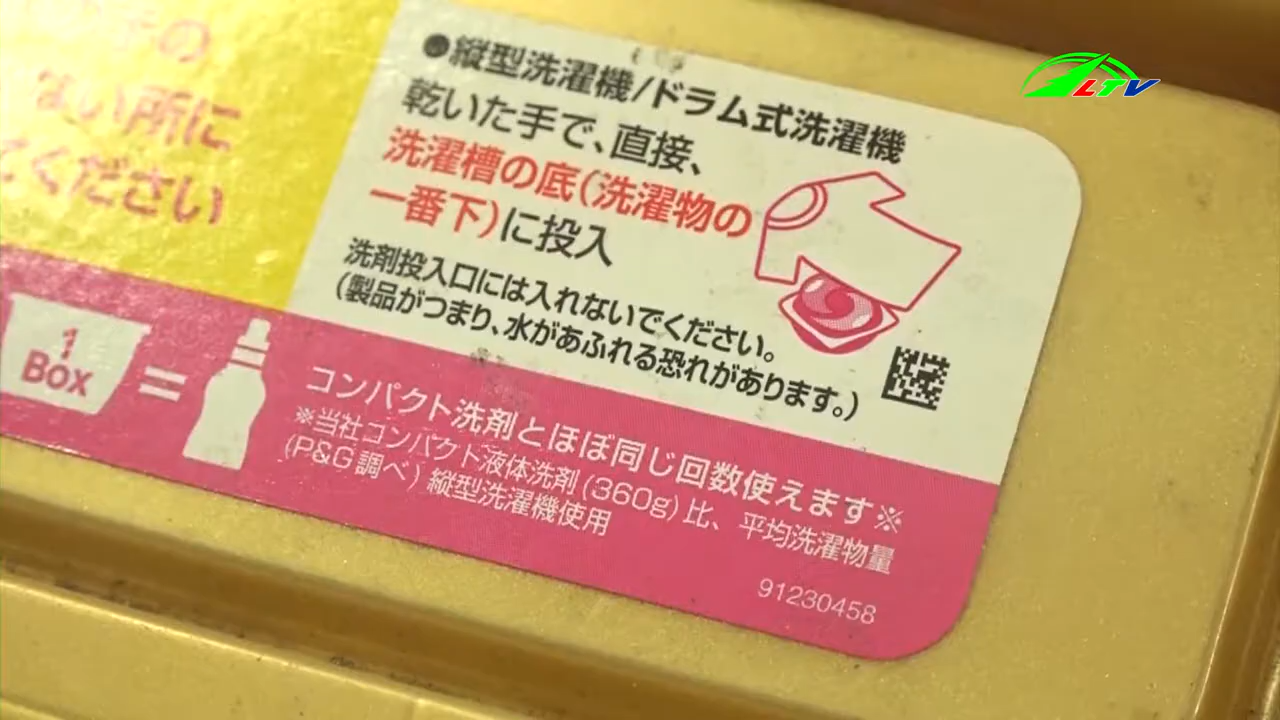 LTV
の
ない所に
ください
●縦型洗濯機/ドラム式洗濯機
乾いた手で、直接、
洗濯槽の底(洗濯物の
一番下)に投入
洗剤投入口には入れないでください。
(製品がつまり、水があふれる恐れがあります。)
1
Box
=
コンパクト洗剤とほぼ同じ回数使えます※
※当社コンパクト液体洗剤(360g)比、平均洗濯物量
(P&G調べ)縦型洗濯機使用
91230458